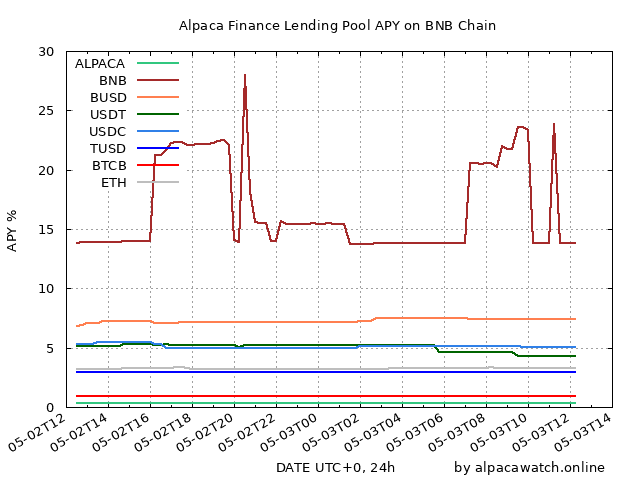 Alpaca Finance Lending Pool APY on BNB Chain
30
25
20
15
10
5
0
APY %
ALPACA
BNB
BUSD
USDT
USDC
TUSD
BTCB
ETH
05-02T12
05-02T14
05-02T16
05-02T18
05-02T20
05-02T22
05-03T00
05-03T02
05-03T04
05-03T06
05-03T08
05-03T10
05-03T12
05-03T14
DATE UTC+0, 24h
by alpacawatch.online